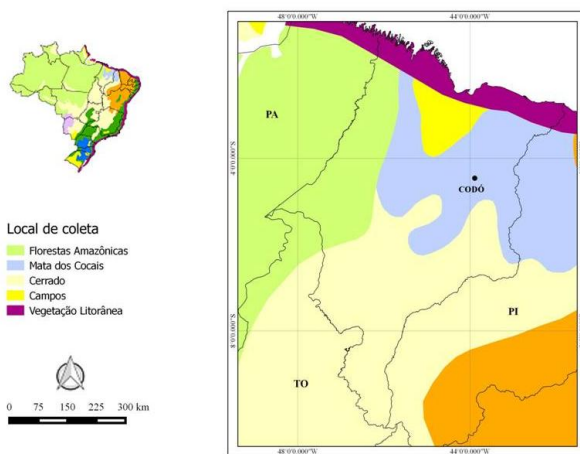 48°0'0.000"W
44°0'0.000"W
PA
4°0'0.000"S
CODÓ
Local de coleta
Florestas Amazônicas
Mata dos Cocais
Cerrado
Campos
Vegetação Litorânea
PI
8°0'0.000"S
TO
0 75 150 225 300 km
48°0'0.000"W
44°0'0.000"W